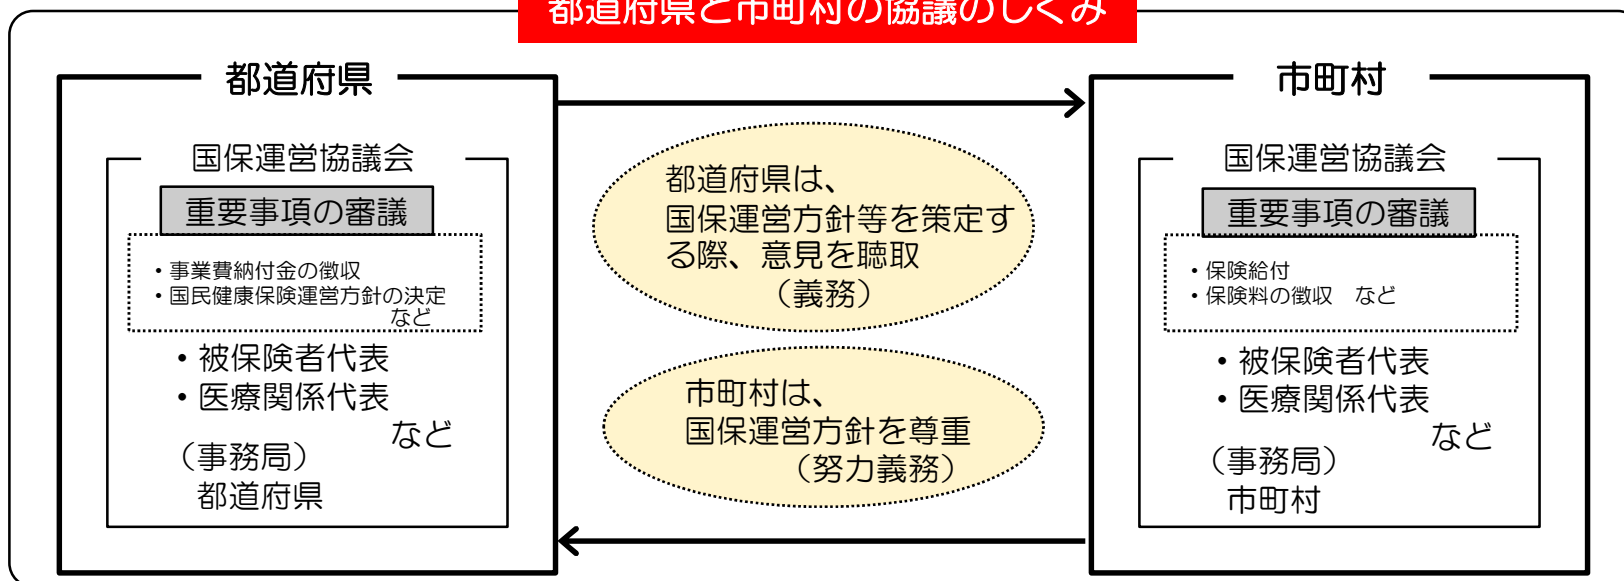 都道府県と市町村の協議のしくみ
都道府県
国保運営協議会
重要事項の審議
・事業費納付金の徴収
・国民健康保険運営方針の決定
など
・被保険者代表
・医療関係代表
など
（事務局）
都道府県
都道府県は、
国保運営方針等を策定す
る際、意見を聴取
（義務）
市町村は、
国保運営方針を尊重
（努力義務）
市町村
国保運営協議会
重要事項の審議
・保険給付
・保険料の徴収　など
・被保険者代表
・医療関係代表
など
（事務局）
市町村